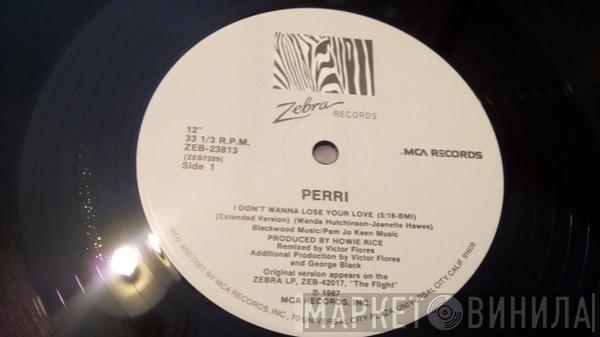 Zebra
RECORDS
12"
33 1/3 R.P.M.
ZEB-23813
(ZEB7289)
Side 1
MCA RECORDS
PERRI
I DON'T WANNA LOSE YOUR LOVE (5:18-BMI)
(Extended Version) (Wanda Hutchinson-Jeanette Hawes)
Blackwood Music/Pam Jo Keen Music
PRODUCED BY HOWIE RICE
Remixed by Victor Flores
Additional Production by Victor Flores
and George Black
Original version appears on the
ZEBRA LP, ZEB-42017, "The Flight"
℗ 1987
MCA RECORDS, INC.
MFD AND DIST. BY MCA RECORDS, INC., 70 UNIVERSAL CITY PLAZA, UNIVERSAL CITY, CALIF. 91608
МАРКЕТ ВИНИЛА